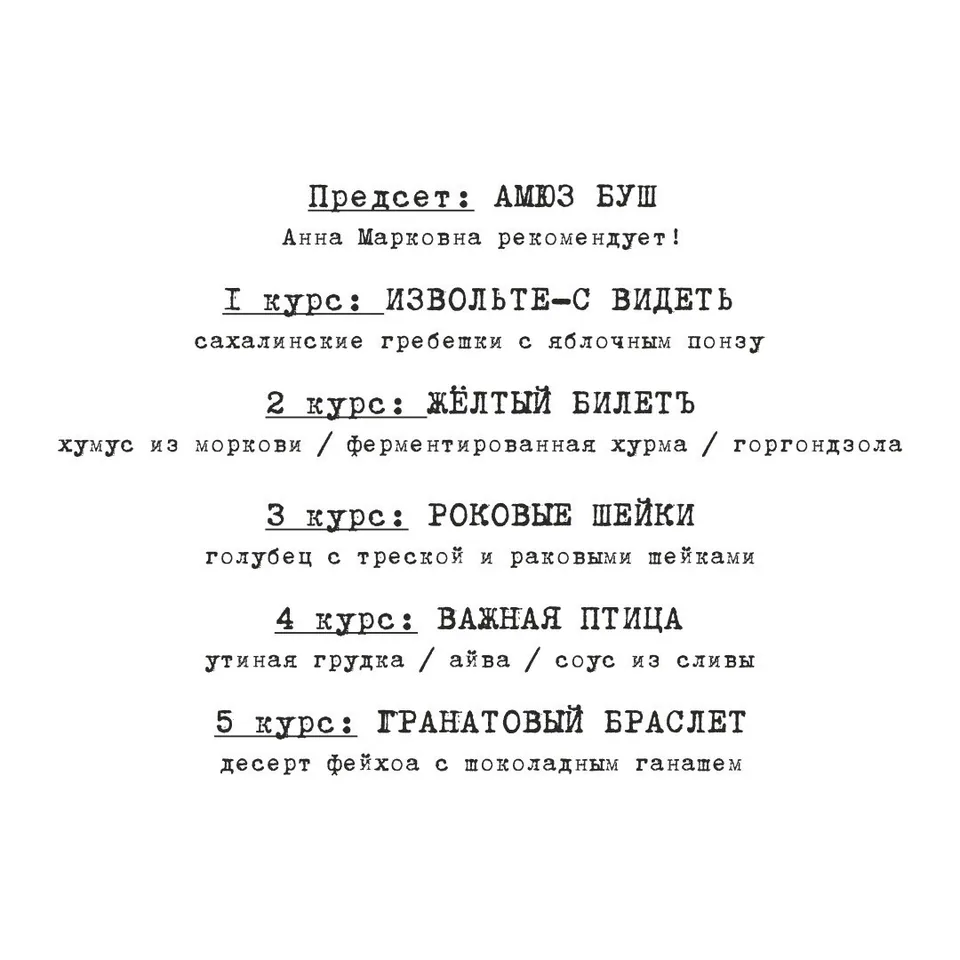 Предсет: АМЮЗ БУШ
Анна Марковна рекомендует!
1 курс: ИЗВОЛЬТЕ-С ВИДЕТЬ
сахалинские гребешки с яблочным понзу
2 курс: ЖЁЛТЫЙ БИЛЕТЪ
хумус из моркови / ферментированная хурма / горгондзола
3 курс: РОКОВЫЕ ШЕЙКИ
голубец с треской и раковыми шейками
4 курс: ВАЖНАЯ ПТИЦА
утиная грудка / айва / соус из сливы
5 курс: ГРАНАТОВЫЙ БРАСЛЕТ
десерт фейхоа с шоколадным ганашем